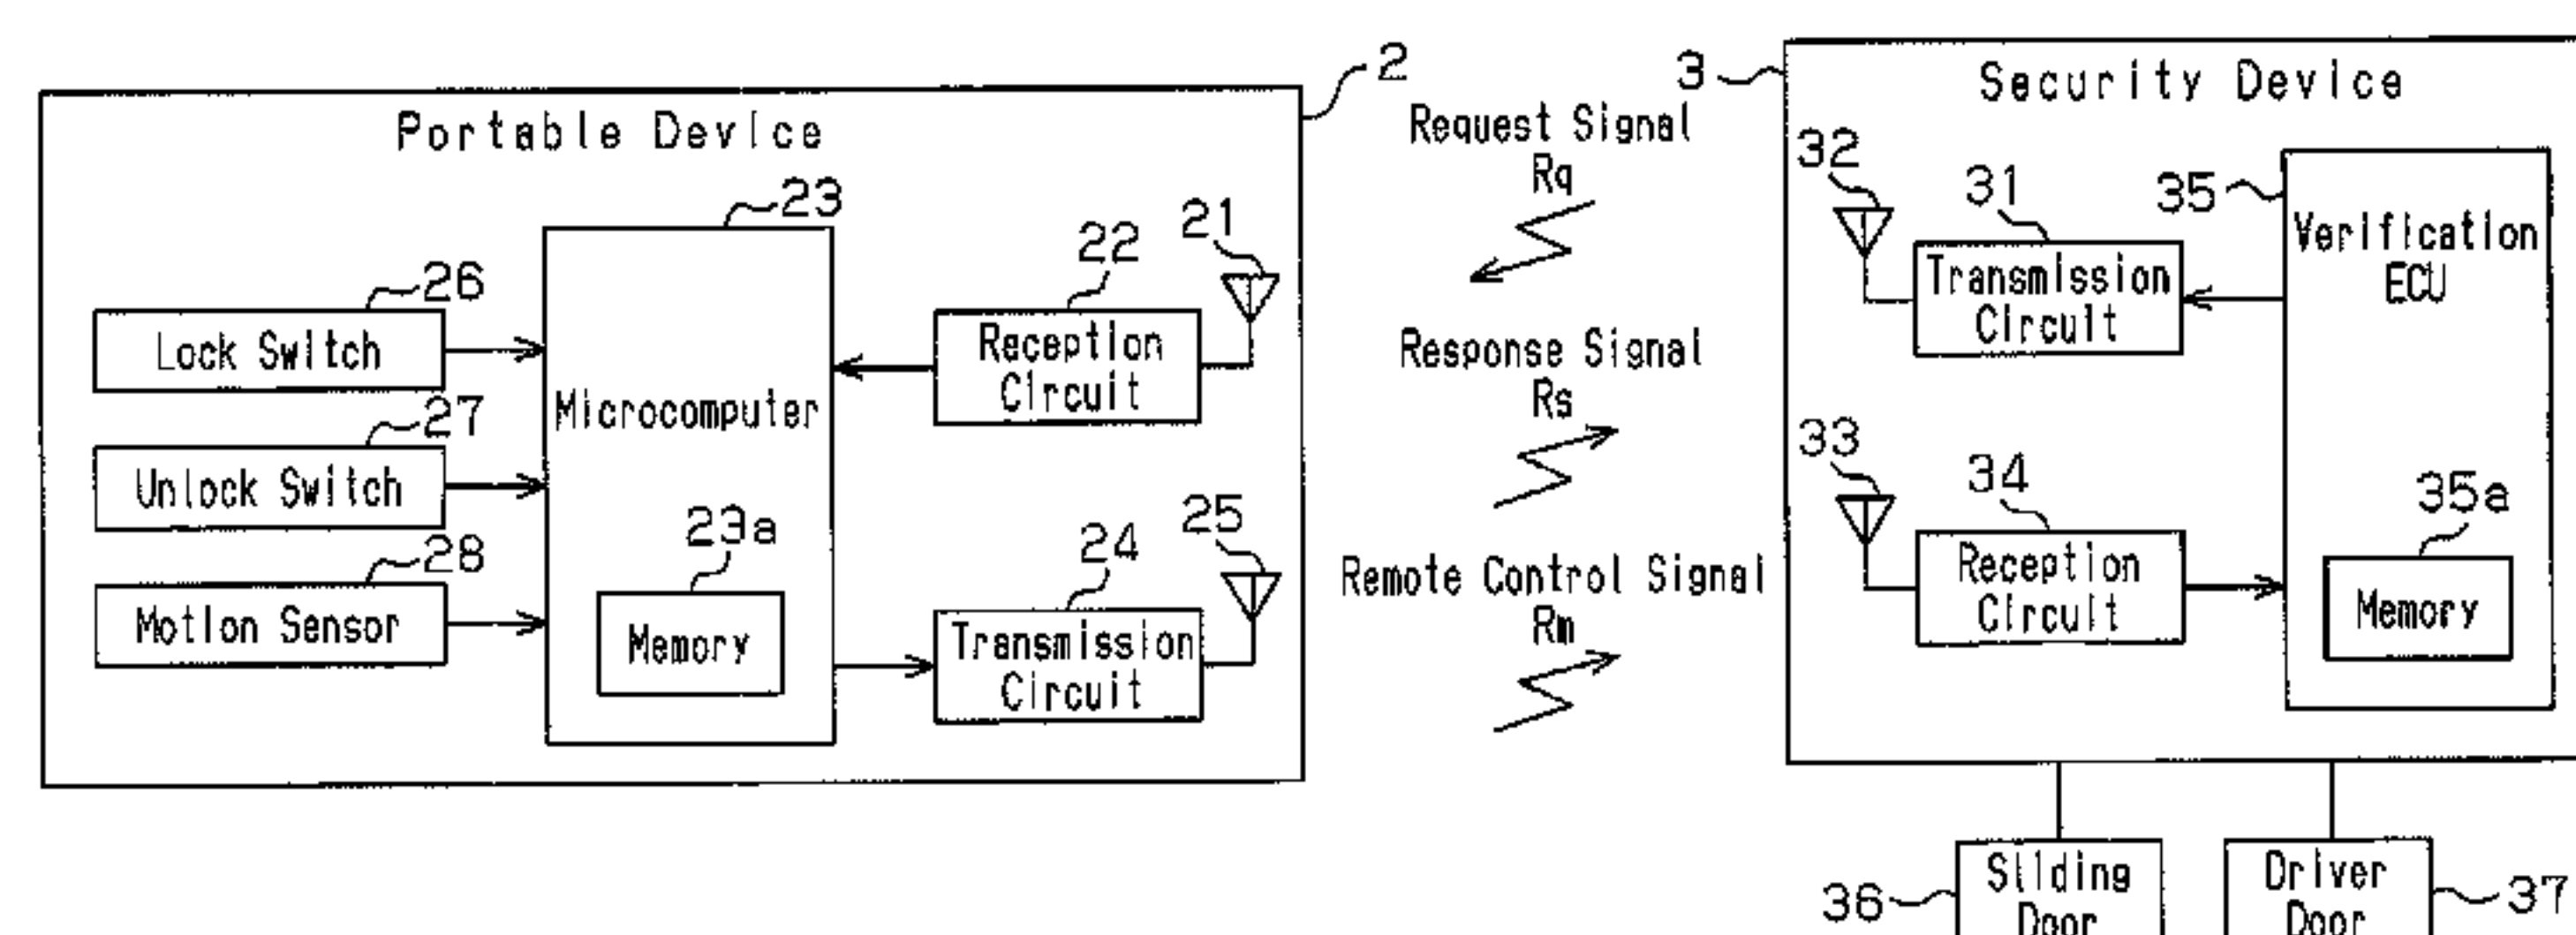 2
Portable Device
23
21
22
26
Lock Switch
Reception
Circuit
27
Microcomputer
Unlock Switch
23a
24
25
28
Motion Sensor
Memory
Transmission
Circuit
Request Signal
Rq
Response Signal
Rs
Remote Control Signal
Rm
3
Security Device
32
31
35
Verification
ECU
Transmission
Circuit
33
34
35a
Reception
Circuit
Memory
36
Sliding
Door
Driver
Door
37